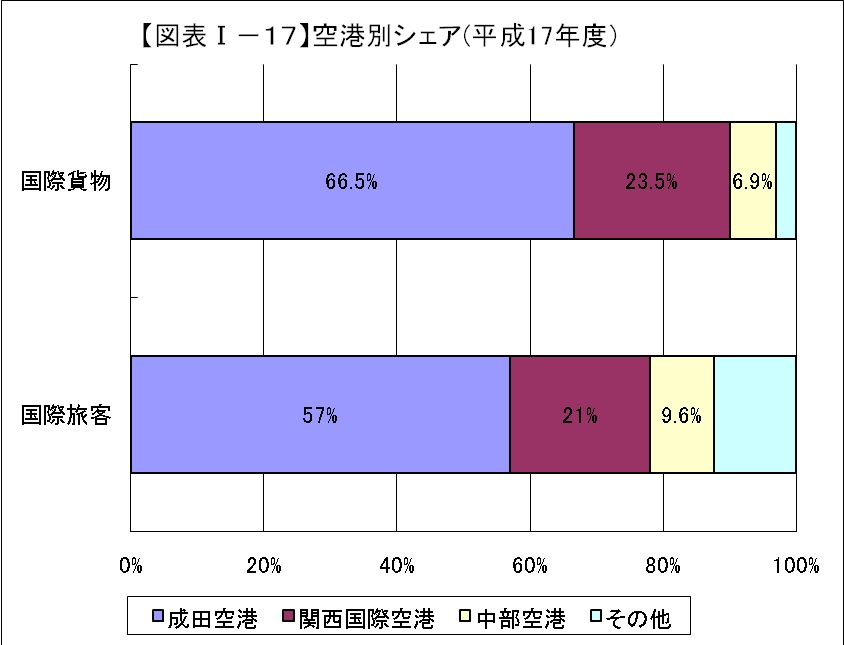 【図表Ⅰ－１７】空港別シェア(平成17年度)
国際貨物
66.5%
23.5%
6.9%
国際旅客
57%
21%
9.6%
0%
20%
40%
60%
80%
100%
成田空港
関西国際空港
中部空港
その他